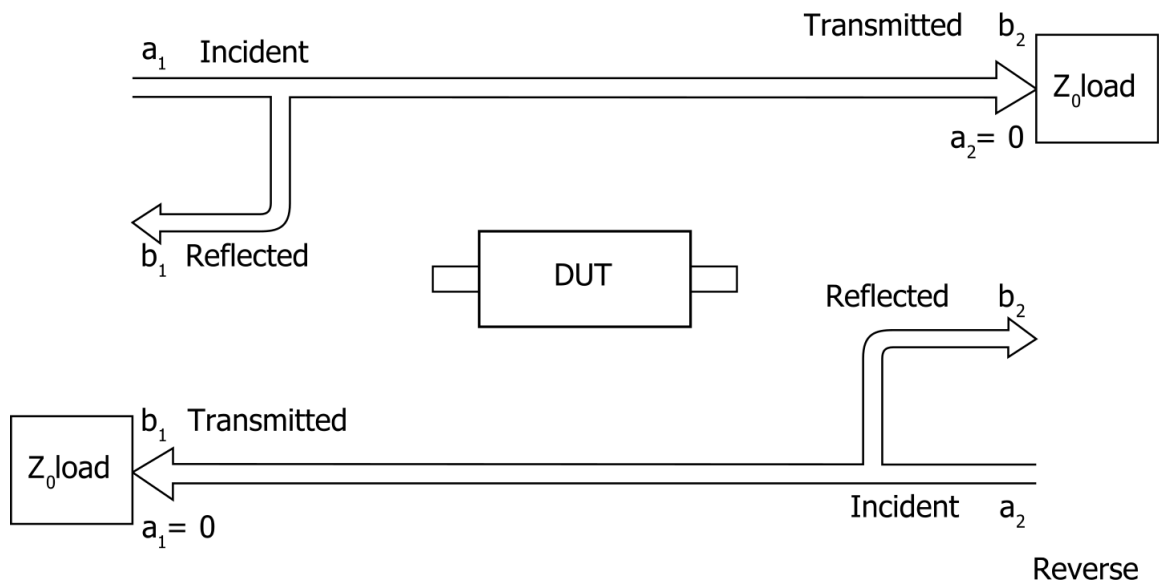 a₁ Incident
Transmitted b₂
Z₀load
a₂= 0
b₁ Reflected
DUT
Reflected b₂
b₁ Transmitted
Z₀load
Incident a₂
a₁= 0
Reverse